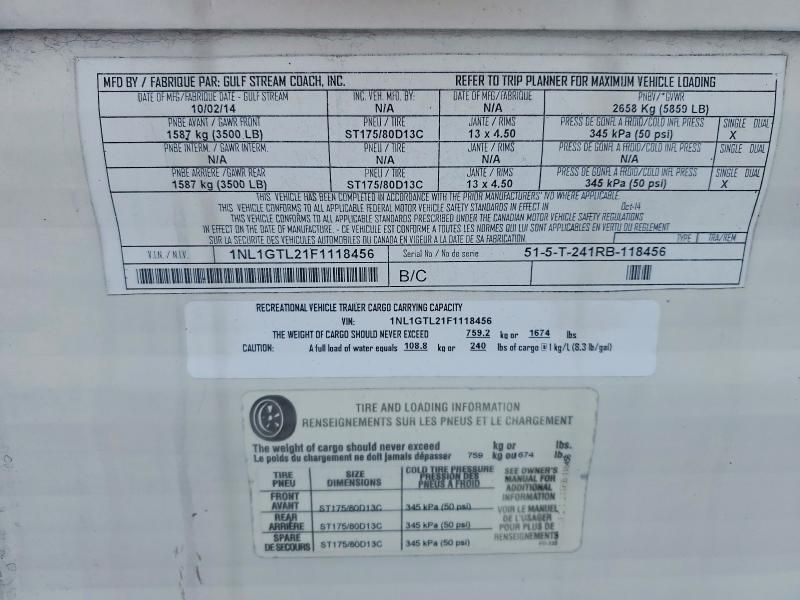 MFD BY / FABRIQUE PAR: GULF STREAM COACH, INC. REFER TO TRIP PLANNER FOR MAXIMUM VEHICLE LOADING
DATE OF MFG/FABRIQUE DATE - GULF STREAM INC. VEH. MFD. BY: DATE OF MFG/FABRIQUE PNBV / *GVWR
10/02/14 N/A N/A 2658 Kg (5859 LB)
PNBE AVANT / GAWR FRONT PNEU / TIRE JANTE / RIMS PRESS DE GONFL A FROID/COLD INFL PRESS SINGLE DUAL
1587 kg (3500 LB) ST175/80D13C 13 x 4.50 345 kPa (50 psi) X
PNBE INTERM. / GAWR INTERM. PNEU / TIRE JANTE / RIMS PRESS DE GONFL A FROID/COLD INFL PRESS SINGLE DUAL
N/A N/A N/A N/A
PNBE ARRIERE / GAWR REAR PNEU / TIRE JANTE / RIMS PRESS DE GONFL A FROID/COLD INFL PRESS SINGLE DUAL
1587 kg (3500 LB) ST175/80D13C 13 x 4.50 345 kPa (50 psi) X
THIS VEHICLE HAS BEEN COMPLETED IN ACCORDANCE WITH THE PRIOR MANUFACTURERS' IVD WHERE APPLICABLE.
THIS VEHICLE CONFORMS TO ALL APPLICABLE FEDERAL MOTOR VEHICLE SAFETY STANDARDS IN EFFECT IN Oct-14
THIS VEHICLE CONFORMS TO ALL APPLICABLE STANDARDS PRESCRIBED UNDER THE CANADIAN MOTOR VEHICLE SAFETY REGULATIONS
- CE VEHICULE EST CONFORME A TOUTES LES NORMES QUI LUI SONT APPLICABLES EN VERTU DU REGLEMENT
SUR LA SECURITE DES VEHICULES AUTOMOBILES DU CANADA EN VIGEUR A LA DATE DE SA FABRICATION. TYPE TRA/REM
V.I.N. / N.I.V. 1NL1GTL21F1118456 Serial No / No de serie 51-5-T-241RB-118456
B/C
RECREATIONAL VEHICLE TRAILER CARGO CARRYING CAPACITY
VIN: 1NL1GTL21F1118456
THE WEIGHT OF CARGO SHOULD NEVER EXCEED 759.2 kg or 1674 lbs
CAUTION: A full load of water equals 108.8 kg or 240 lbs of cargo @ 1 kg/L (8.3 lb/gal)
TIRE AND LOADING INFORMATION
RENSEIGNEMENTS SUR LES PNEUS ET LE CHARGEMENT
The weight of cargo should never exceed kg or lbs.
Le poids du chargement ne doit jamais dépasser 759 kg ou 674 lb.
TIRE PNEU SIZE DIMENSIONS COLD TIRE PRESSURE PRESSION DES PNEUS A FROID SEE OWNER'S MANUAL FOR ADDITIONAL INFORMATION
FRONT AVANT ST175/80D13C 345 kPa (50 psi) VOIR LE MANUEL DE L'USAGER POUR PLUS DE RENSEIGNEMENTS
REAR ARRIÈRE ST175/80D13C 345 kPa (50 psi)
SPARE DE SECOURS ST175/80D13C 345 kPa (50 psi)